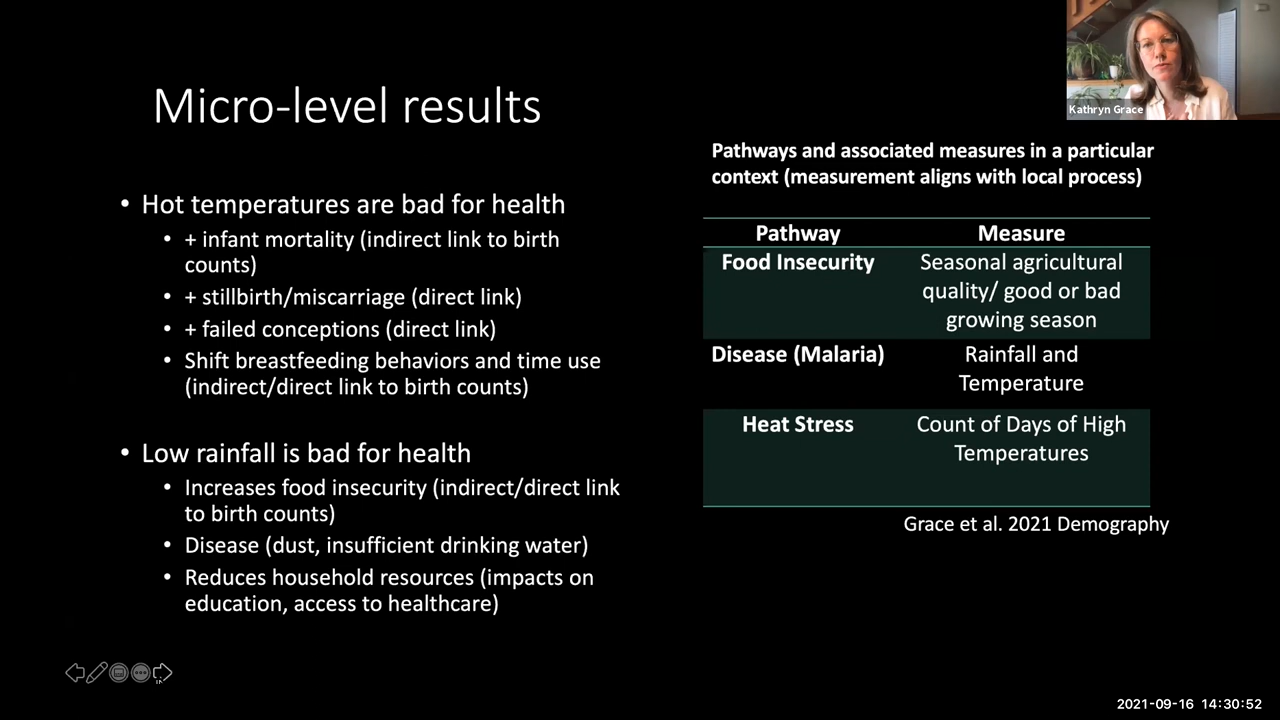 Micro-level results
• Hot temperatures are bad for health
• + infant mortality (indirect link to birth
counts)
• + stillbirth/miscarriage (direct link)
• + failed conceptions (direct link)
• Shift breastfeeding behaviors and time use
(indirect/direct link to birth counts)
• Low rainfall is bad for health
• Increases food insecurity (indirect/direct link
to birth counts)
• Disease (dust, insufficient drinking water)
• Reduces household resources (impacts on
education, access to healthcare)
Kathryn Grace
Pathways and associated measures in a particular
context (measurement aligns with local process)
Pathway Measure
Food Insecurity Seasonal agricultural
quality/ good or bad
growing season
Disease (Malaria) Rainfall and
Temperature
Heat Stress Count of Days of High
Temperatures
Grace et al. 2021 Demography
2021-09-16 14:30:52